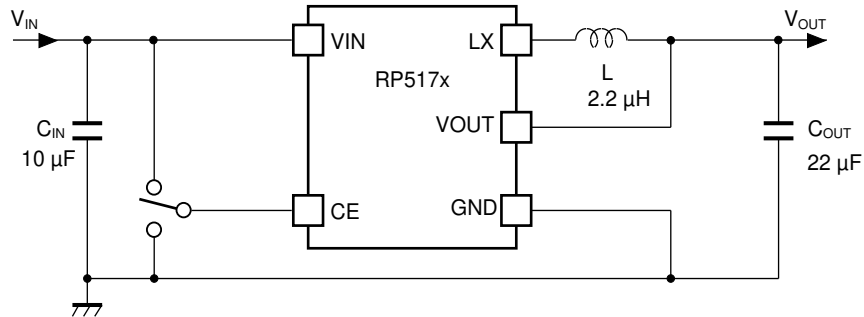 VIN
VOUT
VIN
LX
RP517x
L
2.2 µH
VOUT
CIN
10 µF
COUT
22 µF
CE
GND